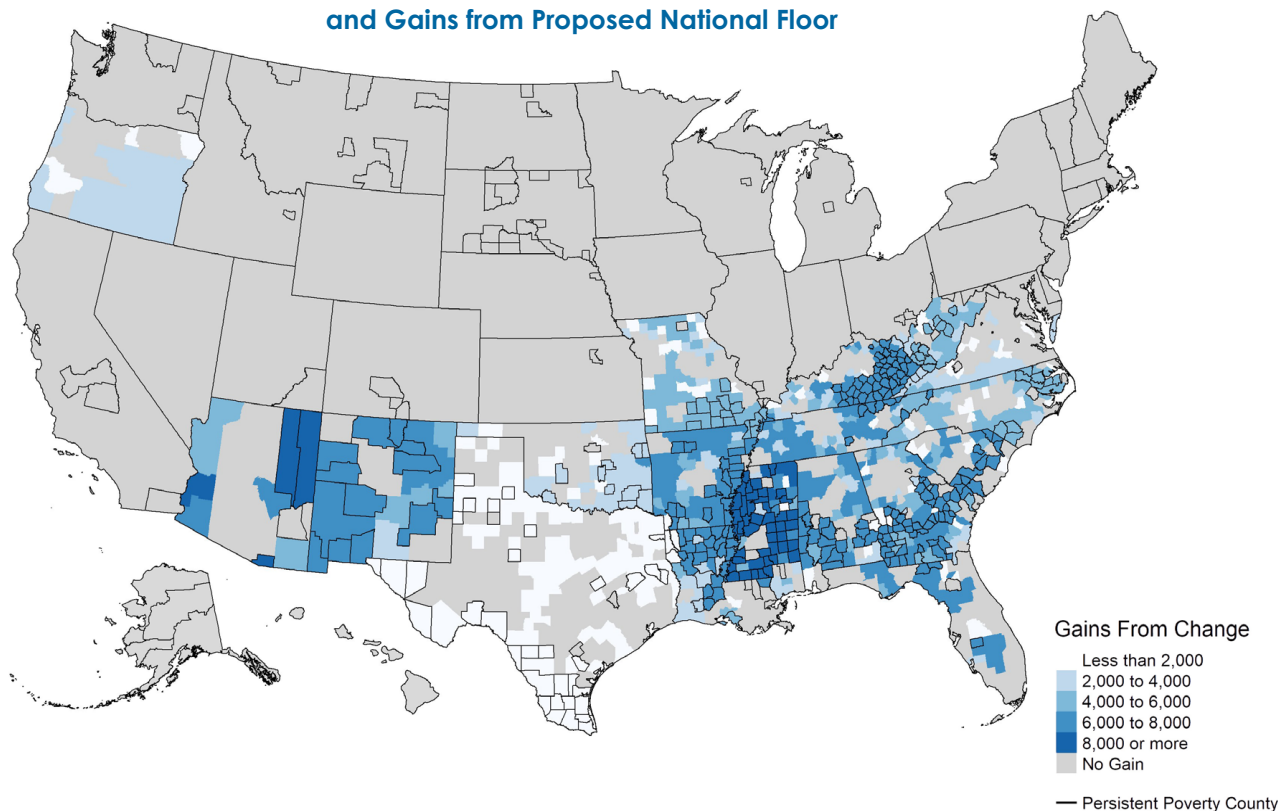 and Gains from Proposed National Floor
Gains From Change
Less than 2,000
2,000 to 4,000
4,000 to 6,000
6,000 to 8,000
8,000 or more
No Gain
Persistent Poverty County